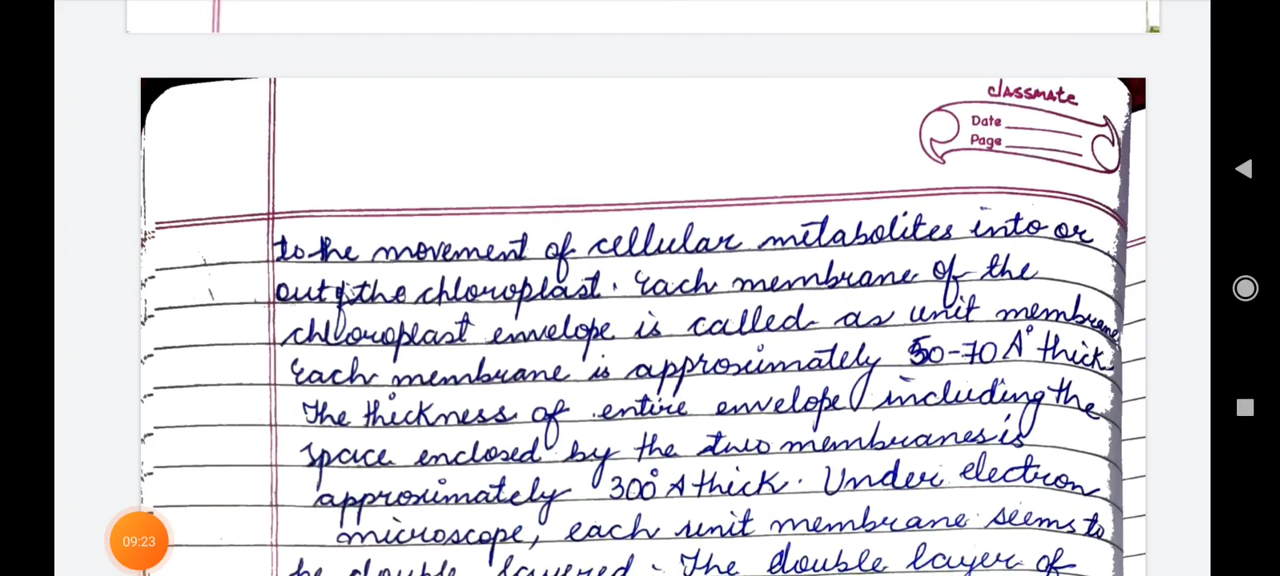 classmate
Date
Page
to the movement of cellular metabolites into or
out of the chloroplast. Each membrane of the
chloroplast envelope is called as unit membrane
Each membrane is approximately 50-70 A° thick.
The thickness of entire envelope including the
space enclosed by the two membranes is
approximately 300° A thick. Under electron
microscope, each unit membrane seems to
be double layered. The double layer of
09:23